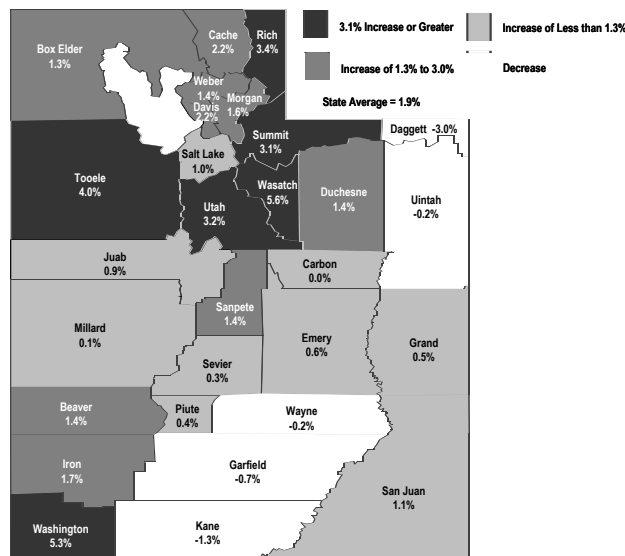 Box Elder
1.3%
Cache
2.2%
Rich
3.4%
3.1% Increase or Greater
Increase of Less than 1.3%
Increase of 1.3% to 3.0%
Decrease
State Average = 1.9%
Weber
1.4%
Davis
2.2%
Morgan
1.6%
Summit
3.1%
Daggett -3.0%
Salt Lake
1.0%
Tooele
4.0%
Wasatch
5.6%
Duchesne
1.4%
Uintah
-0.2%
Utah
3.2%
Juab
0.9%
Carbon
0.0%
Sanpete
1.4%
Millard
0.1%
Emery
0.6%
Grand
0.5%
Sevier
0.3%
Beaver
1.4%
Piute
0.4%
Wayne
-0.2%
Iron
1.7%
Garfield
-0.7%
San Juan
1.1%
Washington
5.3%
Kane
-1.3%